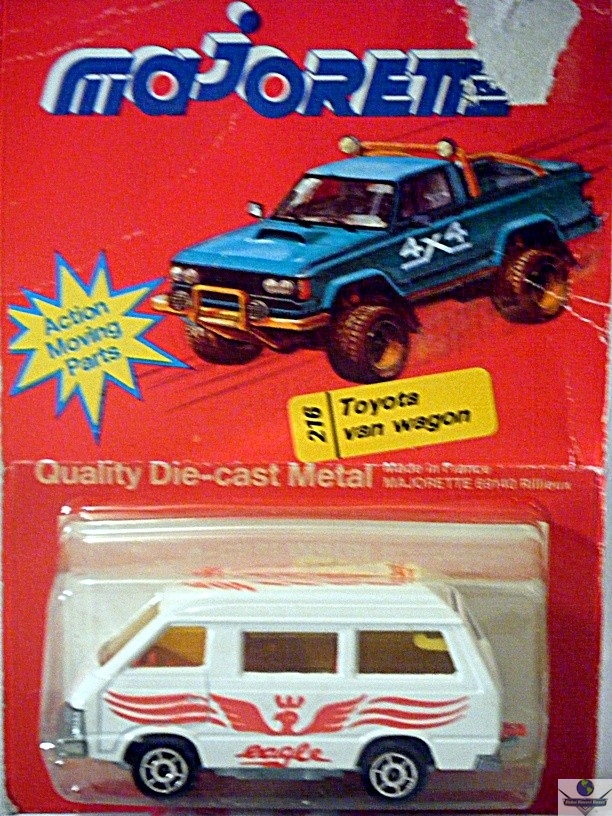 majorette
4x4
Action
Moving
Parts
216
Toyota
van wagon
Quality Die-cast Metal
Made in France
MAJORETTE 69140 Rillieux
eagle